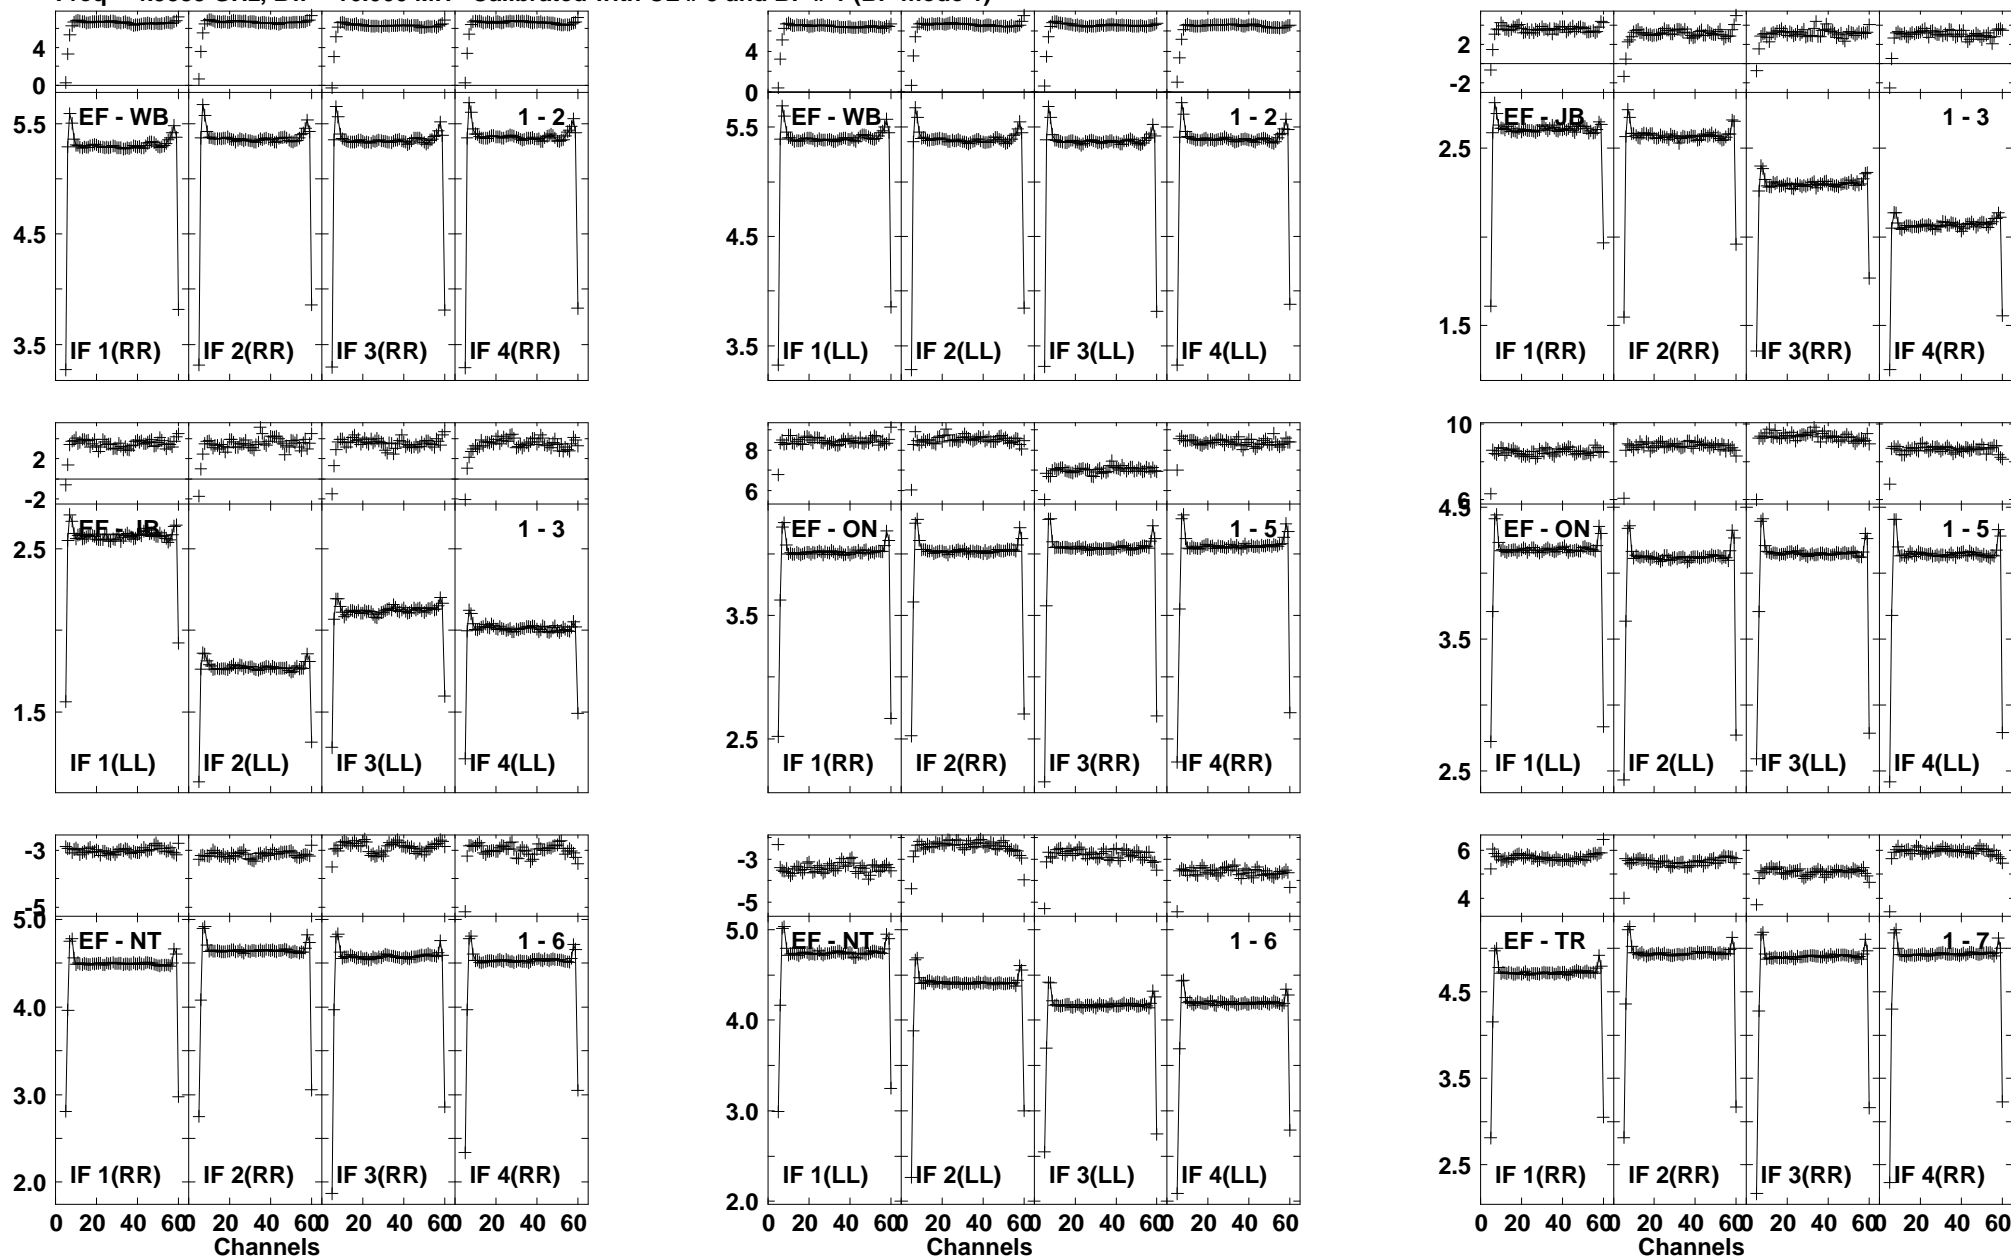 4
0
EF - WB
1 - 2
5.5
4.5
3.5
IF 1(RR)
IF 2(RR)
IF 3(RR)
IF 4(RR)
4
0
EF - WB
1 - 2
5.5
4.5
3.5
IF 1(LL)
IF 2(LL)
IF 3(LL)
IF 4(LL)
2
-2
EF - JB
1 - 3
2.5
1.5
IF 1(RR)
IF 2(RR)
IF 3(RR)
IF 4(RR)
2
-2
EF - JB
1 - 3
2.5
1.5
IF 1(LL)
IF 2(LL)
IF 3(LL)
IF 4(LL)
8
6
EF - ON
1 - 5
3.5
2.5
IF 1(RR)
IF 2(RR)
IF 3(RR)
IF 4(RR)
10
6
4.5
EF - ON
1 - 5
3.5
2.5
IF 1(LL)
IF 2(LL)
IF 3(LL)
IF 4(LL)
-3
-5
5.0
EF - NT
1 - 6
4.0
3.0
2.0
IF 1(RR)
IF 2(RR)
IF 3(RR)
IF 4(RR)
0 20 40 60 0 20 40 60 0 20 40 60 0 20 40 60
Channels
-3
-5
5.0
EF - NT
1 - 6
4.0
3.0
2.0
IF 1(LL)
IF 2(LL)
IF 3(LL)
IF 4(LL)
0 20 40 60 0 20 40 60 0 20 40 60 0 20 40 60
Channels
6
4
EF - TR
1 - 7
4.5
3.5
2.5
IF 1(RR)
IF 2(RR)
IF 3(RR)
IF 4(RR)
0 20 40 60 0 20 40 60 0 20 40 60 0 20 40 60
Channels